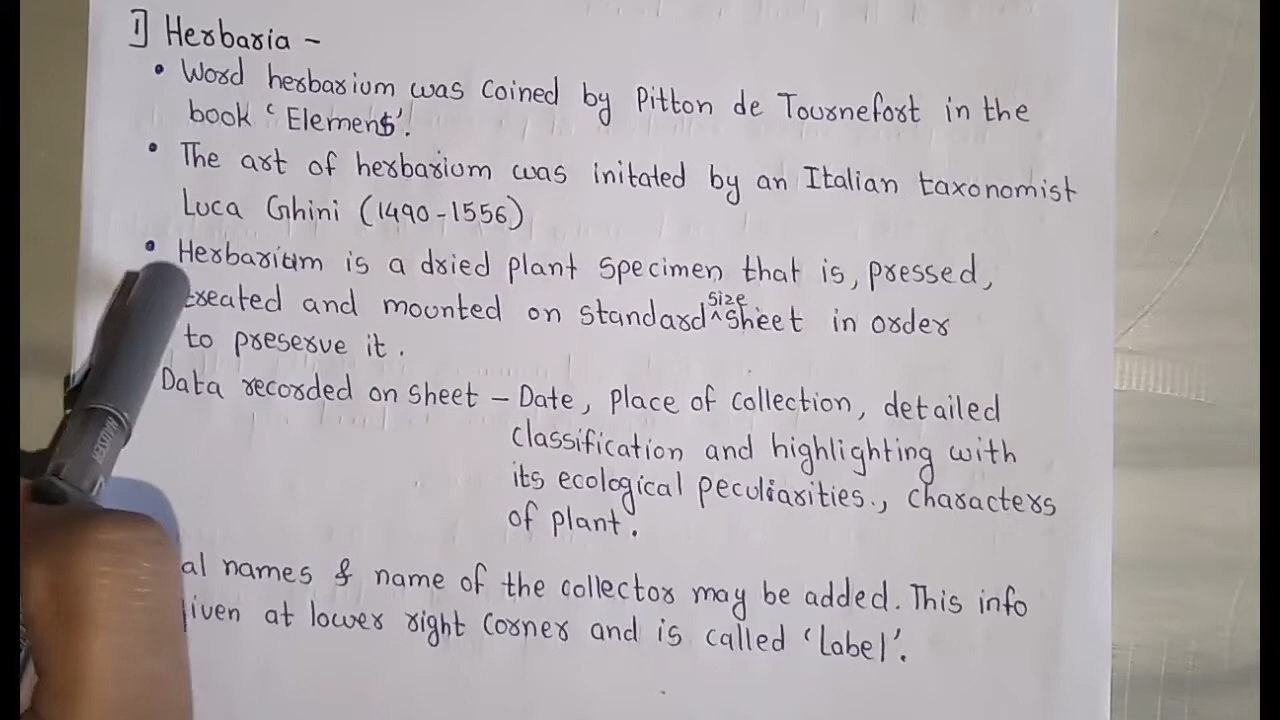 1] Herbaria -
• Word herbarium was coined by Pitton de Tournefort in the
book 'Elemens'.
• The art of herbarium was initated by an Italian taxonomist
Luca Ghini (1490-1556)
• Herbarium is a dried plant specimen that is, pressed,
treated and mounted on standard^size sheet in order
to preserve it.
Data recorded on sheet - Date, place of collection, detailed
classification and highlighting with
its ecological peculiarities., characters
of plant.
al names & name of the collector may be added. This info
iven at lower right corner and is called 'Label'.